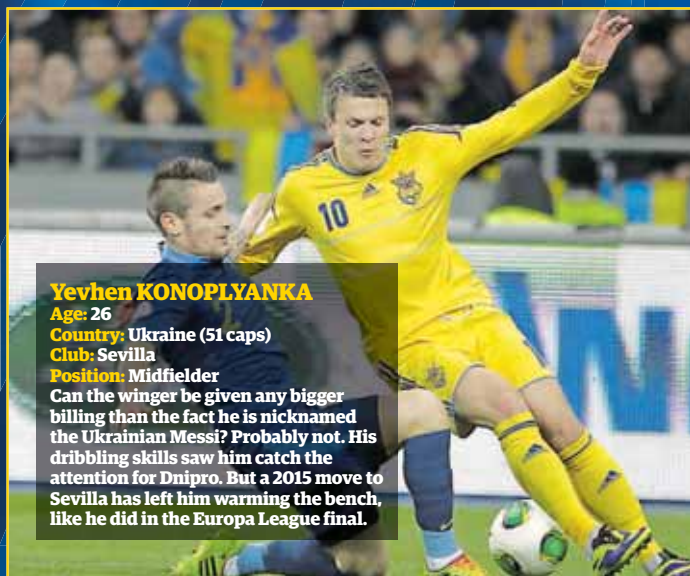 10
Yevhen KONOPLYANKA
Age: 26
Country: Ukraine (51 caps)
Club: Sevilla
Position: Midfielder
Can the winger be given any bigger
billing than the fact he is nicknamed
the Ukrainian Messi? Probably not. His
dribbling skills saw him catch the
attention for Dnipro. But a 2015 move to
Sevilla has left him warming the bench,
like he did in the Europa League final.